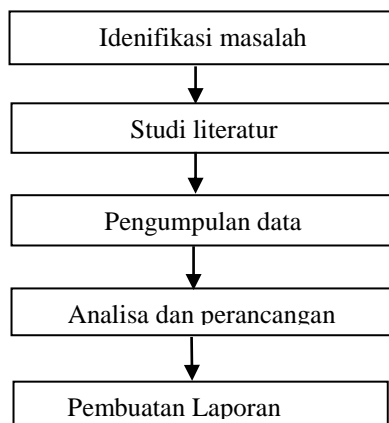 Idenifikasi masalah
Studi literatur
Pengumpulan data
Analisa dan perancangan
Pembuatan Laporan